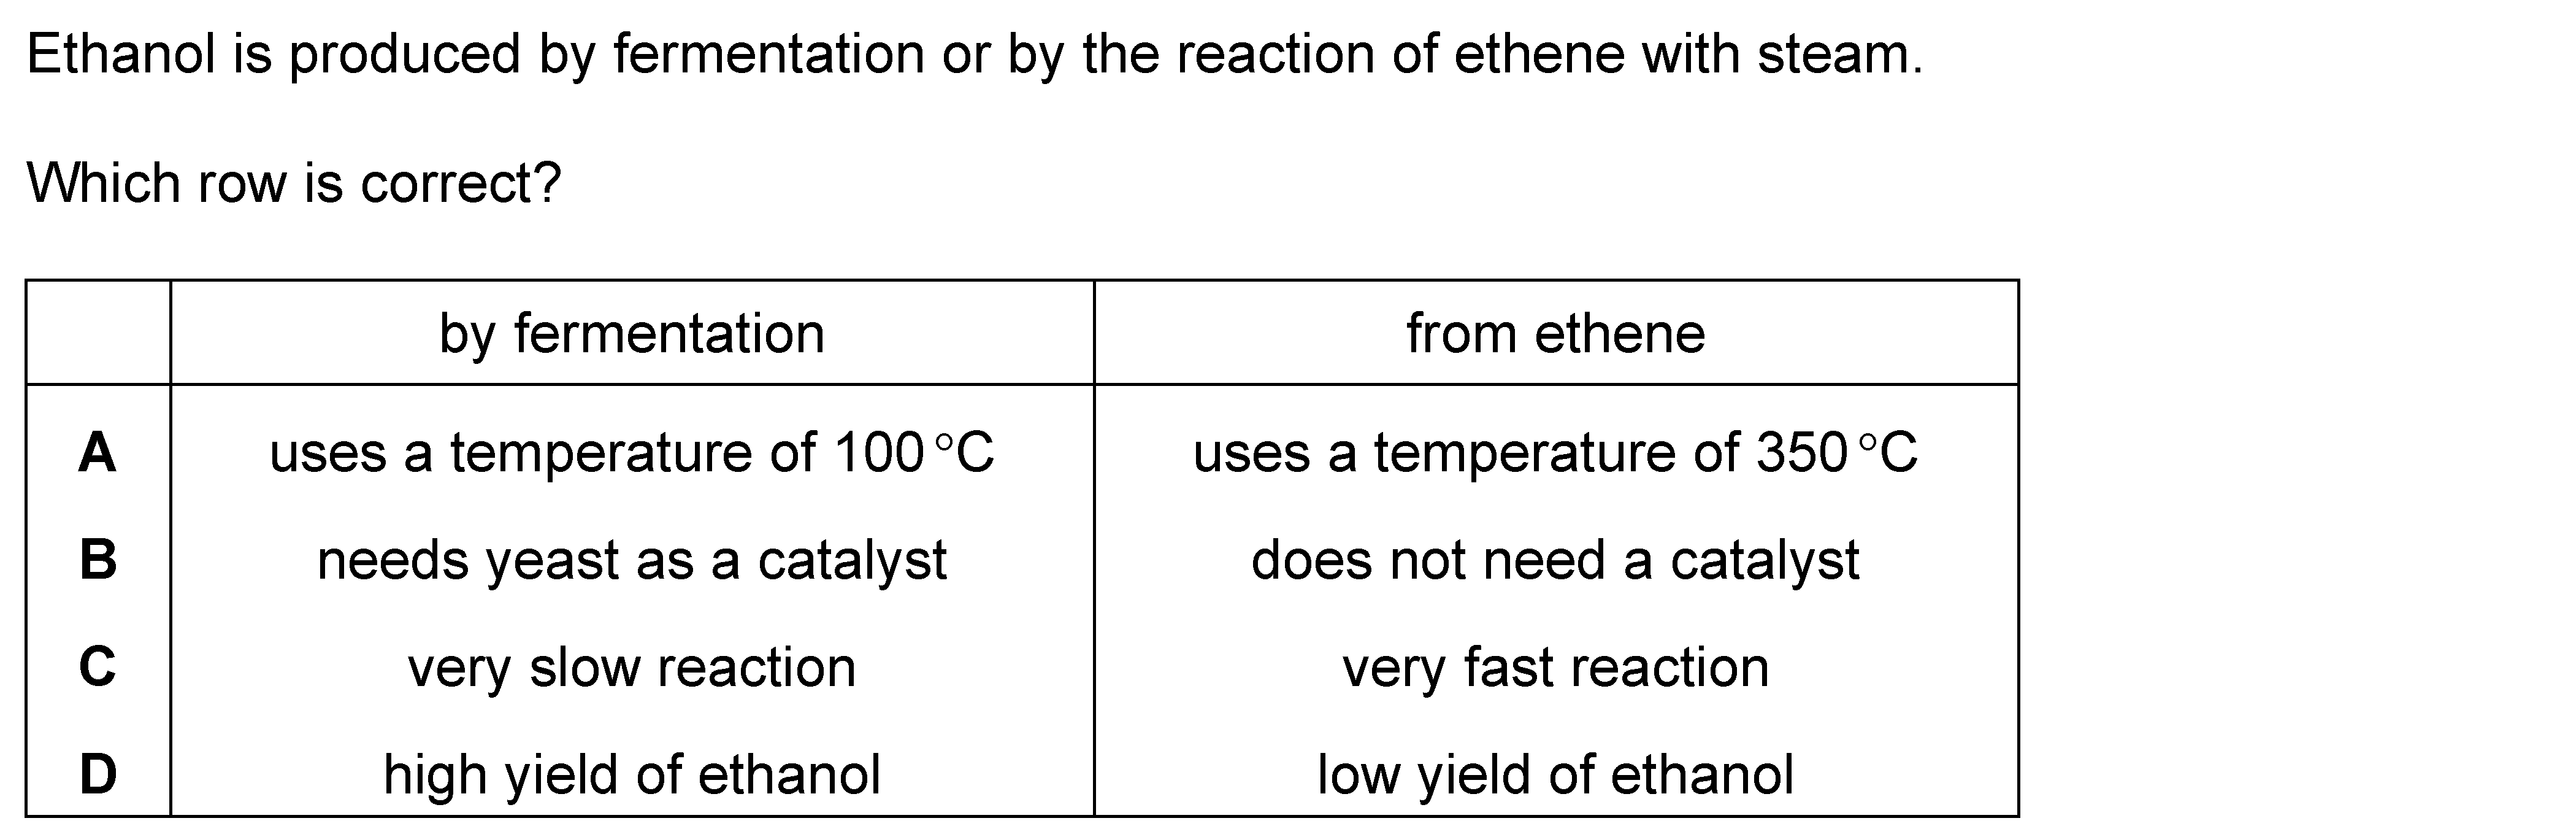 Ethanol is produced by fermentation or by the reaction of ethene with steam.
Which row is correct?
by fermentation from ethene
A uses a temperature of 100 °C uses a temperature of 350 °C
B needs yeast as a catalyst does not need a catalyst
C very slow reaction very fast reaction
D high yield of ethanol low yield of ethanol